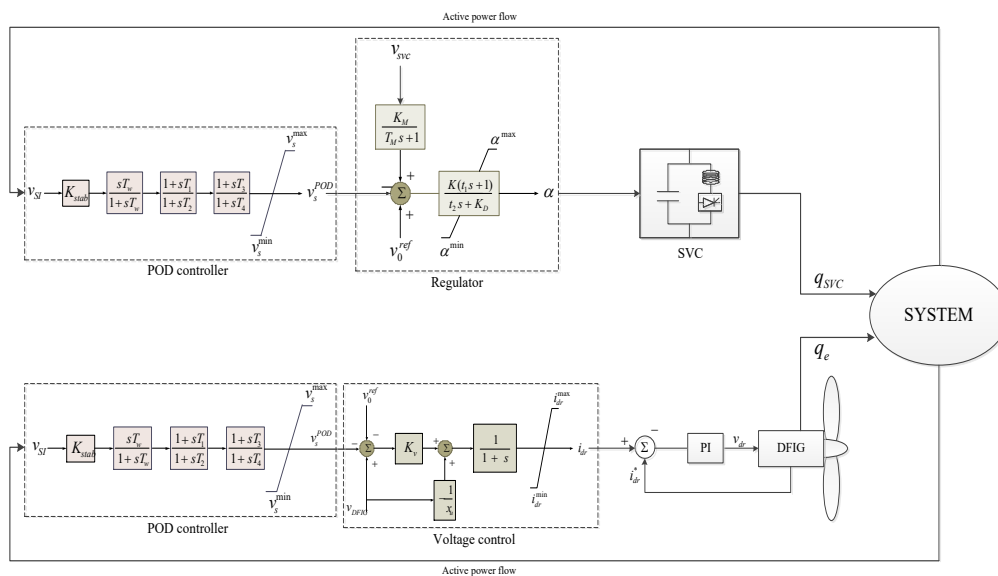 Active power flow
v_SI
K_stab
sT_w
1+sT_w
1+sT_1
1+sT_2
1+sT_3
1+sT_4
v_s^max
v_s^min
v_s^POD
POD controller
v_svc
K_M
T_M s+1
+
+
−
Σ
v_0^ref
K(t_1 s+1)
t_2 s+K_D
α^max
α^min
α
Regulator
SVC
q_SVC
SYSTEM
q_e
v_SI
K_stab
sT_w
1+sT_w
1+sT_1
1+sT_2
1+sT_3
1+sT_4
v_s^max
v_s^min
v_s^POD
POD controller
v_0^ref
−
−
+
Σ
K_v
+
+
Σ
v_DFIG
1
1
1 + s
i_dr^max
i_dr^min
i_dr
Voltage control
+
−
Σ
i_dr^*
PI
v_dr
DFIG
Active power flow